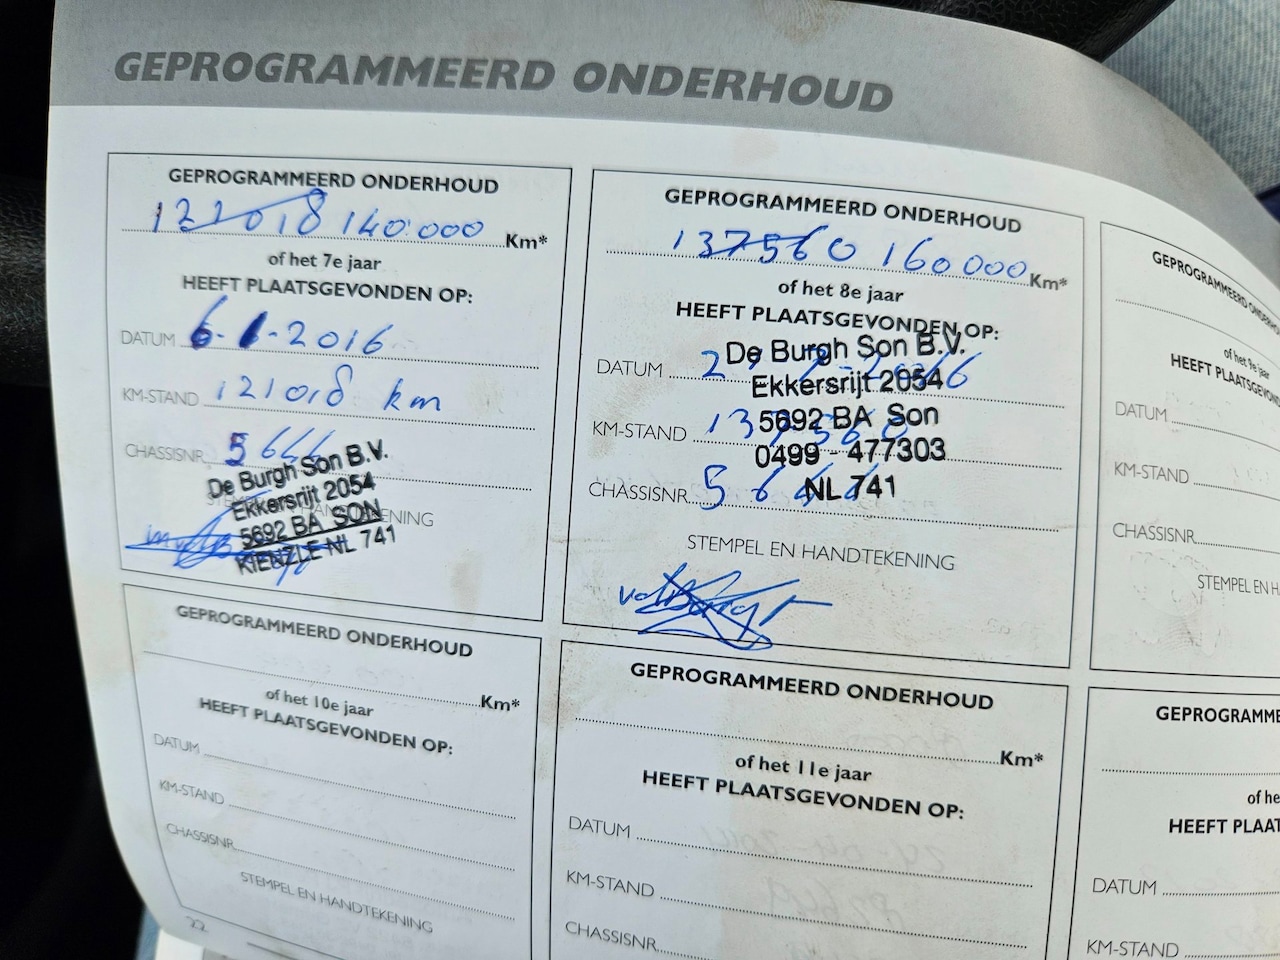 GEPROGRAMMEERD ONDERHOUD
GEPROGRAMMEERD ONDERHOUD
121018 140.000 Km*
of het 7e jaar
HEEFT PLAATSGEVONDEN OP:
DATUM 6-1-2016
KM-STAND 121018 km
CHASSISNR.
De Burgh Son B.V.
Ekkersrijt 2054
5692 BA SON
KIENZLE NL 741
GEPROGRAMMEERD ONDERHOUD
137560 160000 Km*
of het 8e jaar
HEEFT PLAATSGEVONDEN OP:
De Burgh Son B.V.
DATUM
Ekkersrijt 2054
5692 BA Son
KM-STAND
0499 - 477303
CHASSISNR.
NL 741
STEMPEL EN HANDTEKENING
GEPROGRAMMEERD ONDERHOUD
of het 9e jaar
HEEFT PLAATSGEVONDEN
DATUM
KM-STAND
CHASSISNR.
STEMPEL EN
GEPROGRAMMEERD ONDERHOUD
Km*
of het 10e jaar
HEEFT PLAATSGEVONDEN OP:
DATUM
KM-STAND
CHASSISNR.
STEMPEL EN HANDTEKENING
22
GEPROGRAMMEERD ONDERHOUD
Km*
of het 11e jaar
HEEFT PLAATSGEVONDEN OP:
DATUM
KM-STAND
CHASSISNR.
GEPROGRAMME
of he
HEEFT PLAAT
DATUM
KM-STAND